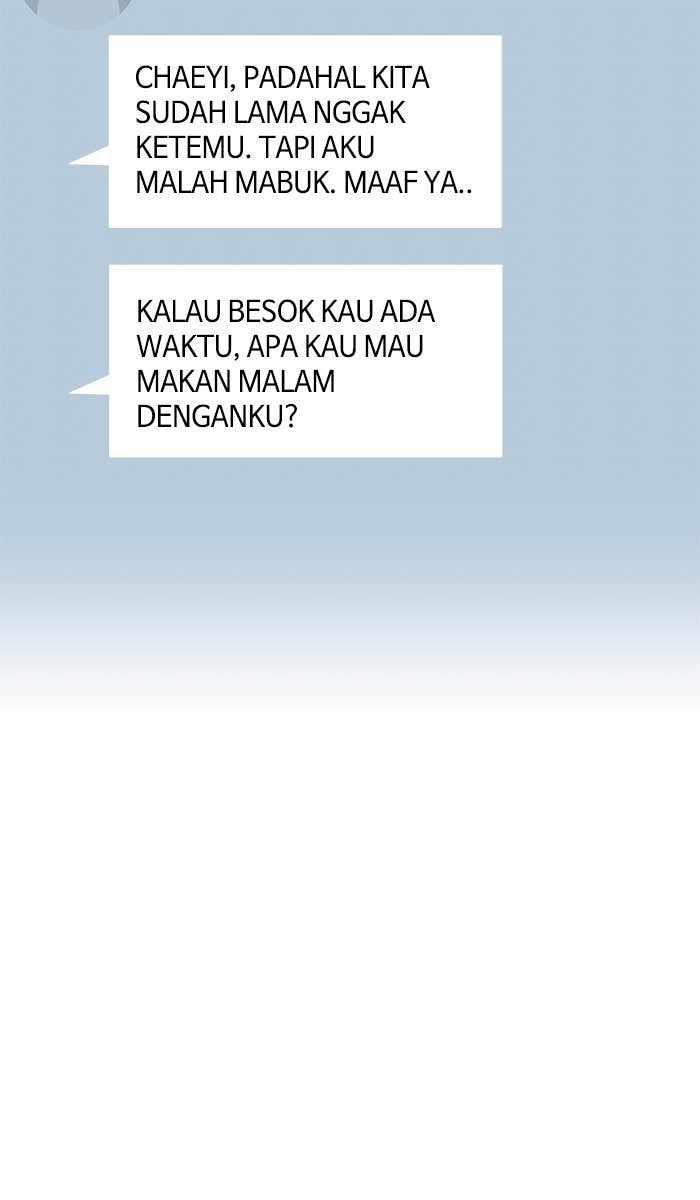 CHAEYI, PADAHAL KITA
SUDAH LAMA NGGAK
KETEMU. TAPI AKU
MALAH MABUK. MAAF YA..
KALAU BESOK KAU ADA
WAKTU, APA KAU MAU
MAKAN MALAM
DENGANKU?